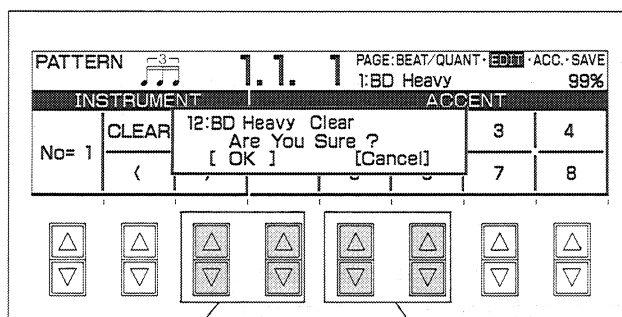 PATTERN 3 1. 1. 1 PAGE:BEAT/QUANT·EDIT·ACC.·SAVE
1:BD Heavy 99%
INSTRUMENT ACCENT
No= 1 CLEAR 3 4
12:BD Heavy Clear
Are You Sure ?
[ OK ] [Cancel]
< 7 8